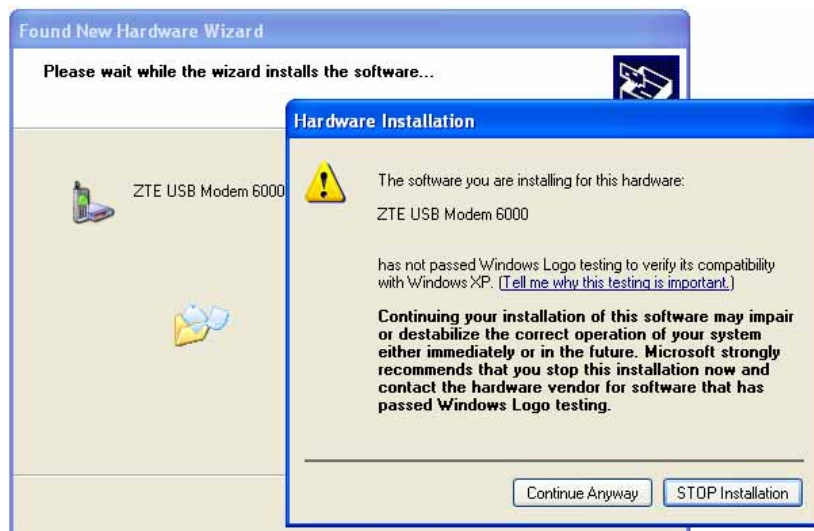 Found New Hardware Wizard
Please wait while the wizard installs the software...
Hardware Installation
ZTE USB Modem 6000
The software you are installing for this hardware:
ZTE USB Modem 6000
has not passed Windows Logo testing to verify its compatibility
with Windows XP. (Tell me why this testing is important.)
Continuing your installation of this software may impair
or destabilize the correct operation of your system
either immediately or in the future. Microsoft strongly
recommends that you stop this installation now and
contact the hardware vendor for software that has
passed Windows Logo testing.
Continue Anyway
STOP Installation